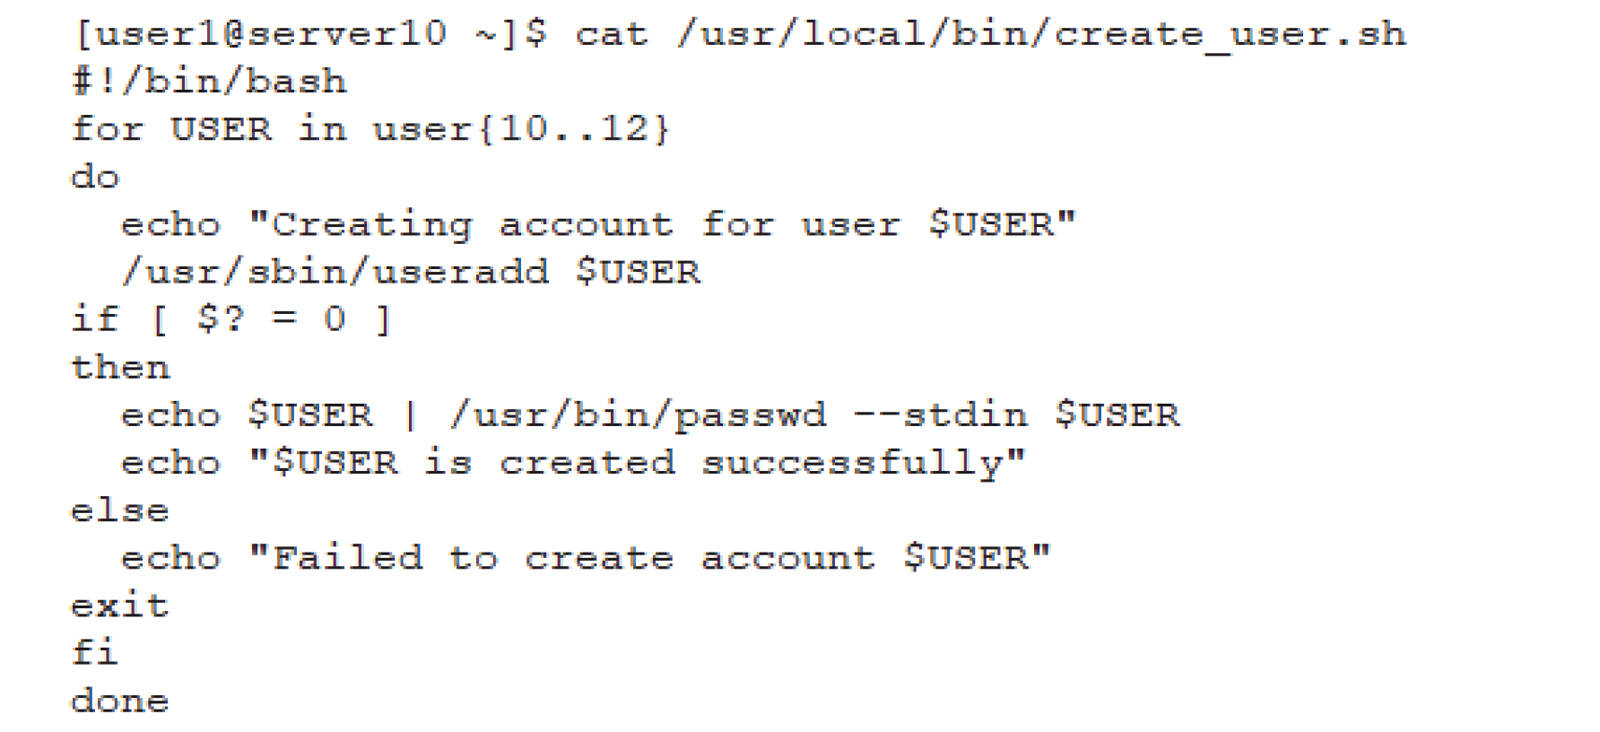 [user1@server10 ~]$ cat /usr/local/bin/create_user.sh
#!/bin/bash
for USER in user{10..12}
do
  echo "Creating account for user $USER"
  /usr/sbin/useradd $USER
if [ $? = 0 ]
then
  echo $USER | /usr/bin/passwd --stdin $USER
  echo "$USER is created successfully"
else
  echo "Failed to create account $USER"
exit
fi
done